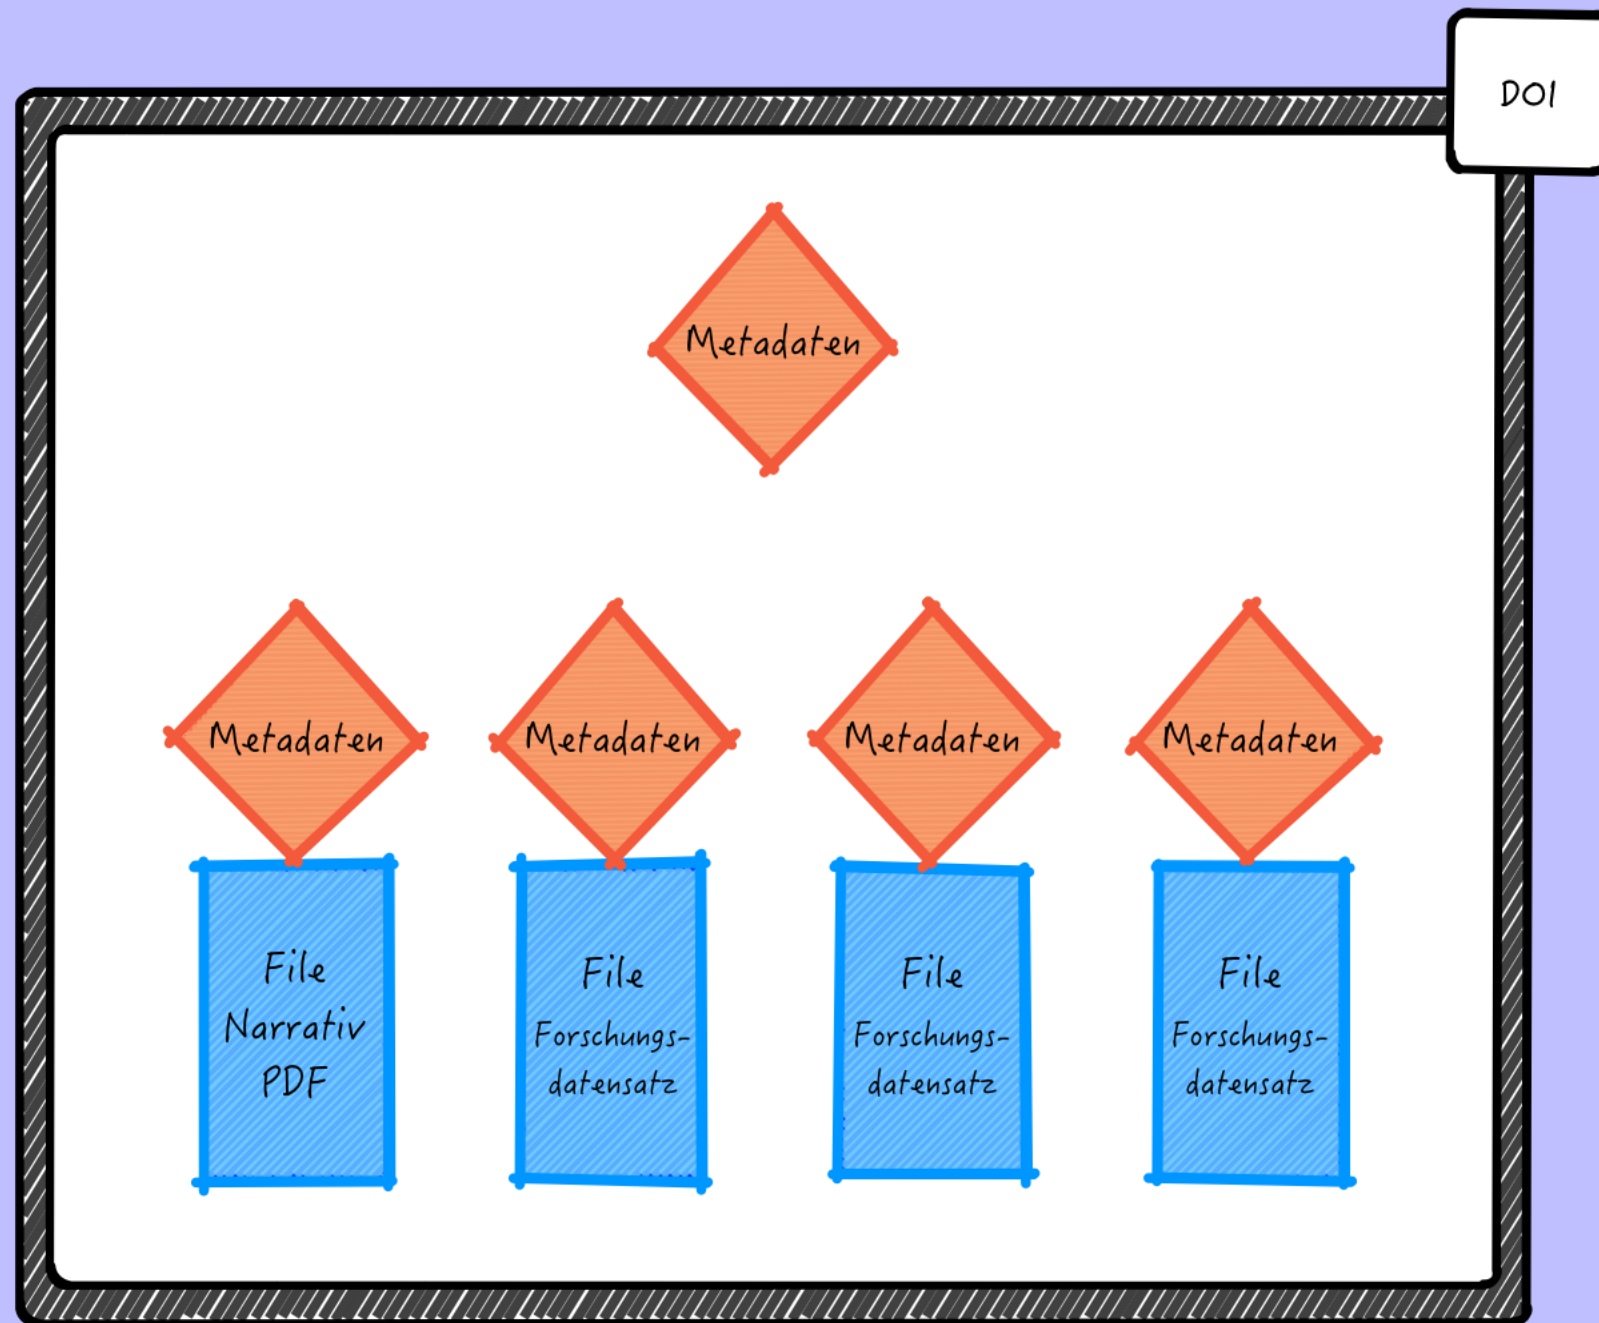 DOI
Metadaten
Metadaten
Metadaten
Metadaten
Metadaten
File
Narrativ
PDF
File
Forschungs-
datensatz
File
Forschungs-
datensatz
File
Forschungs-
datensatz